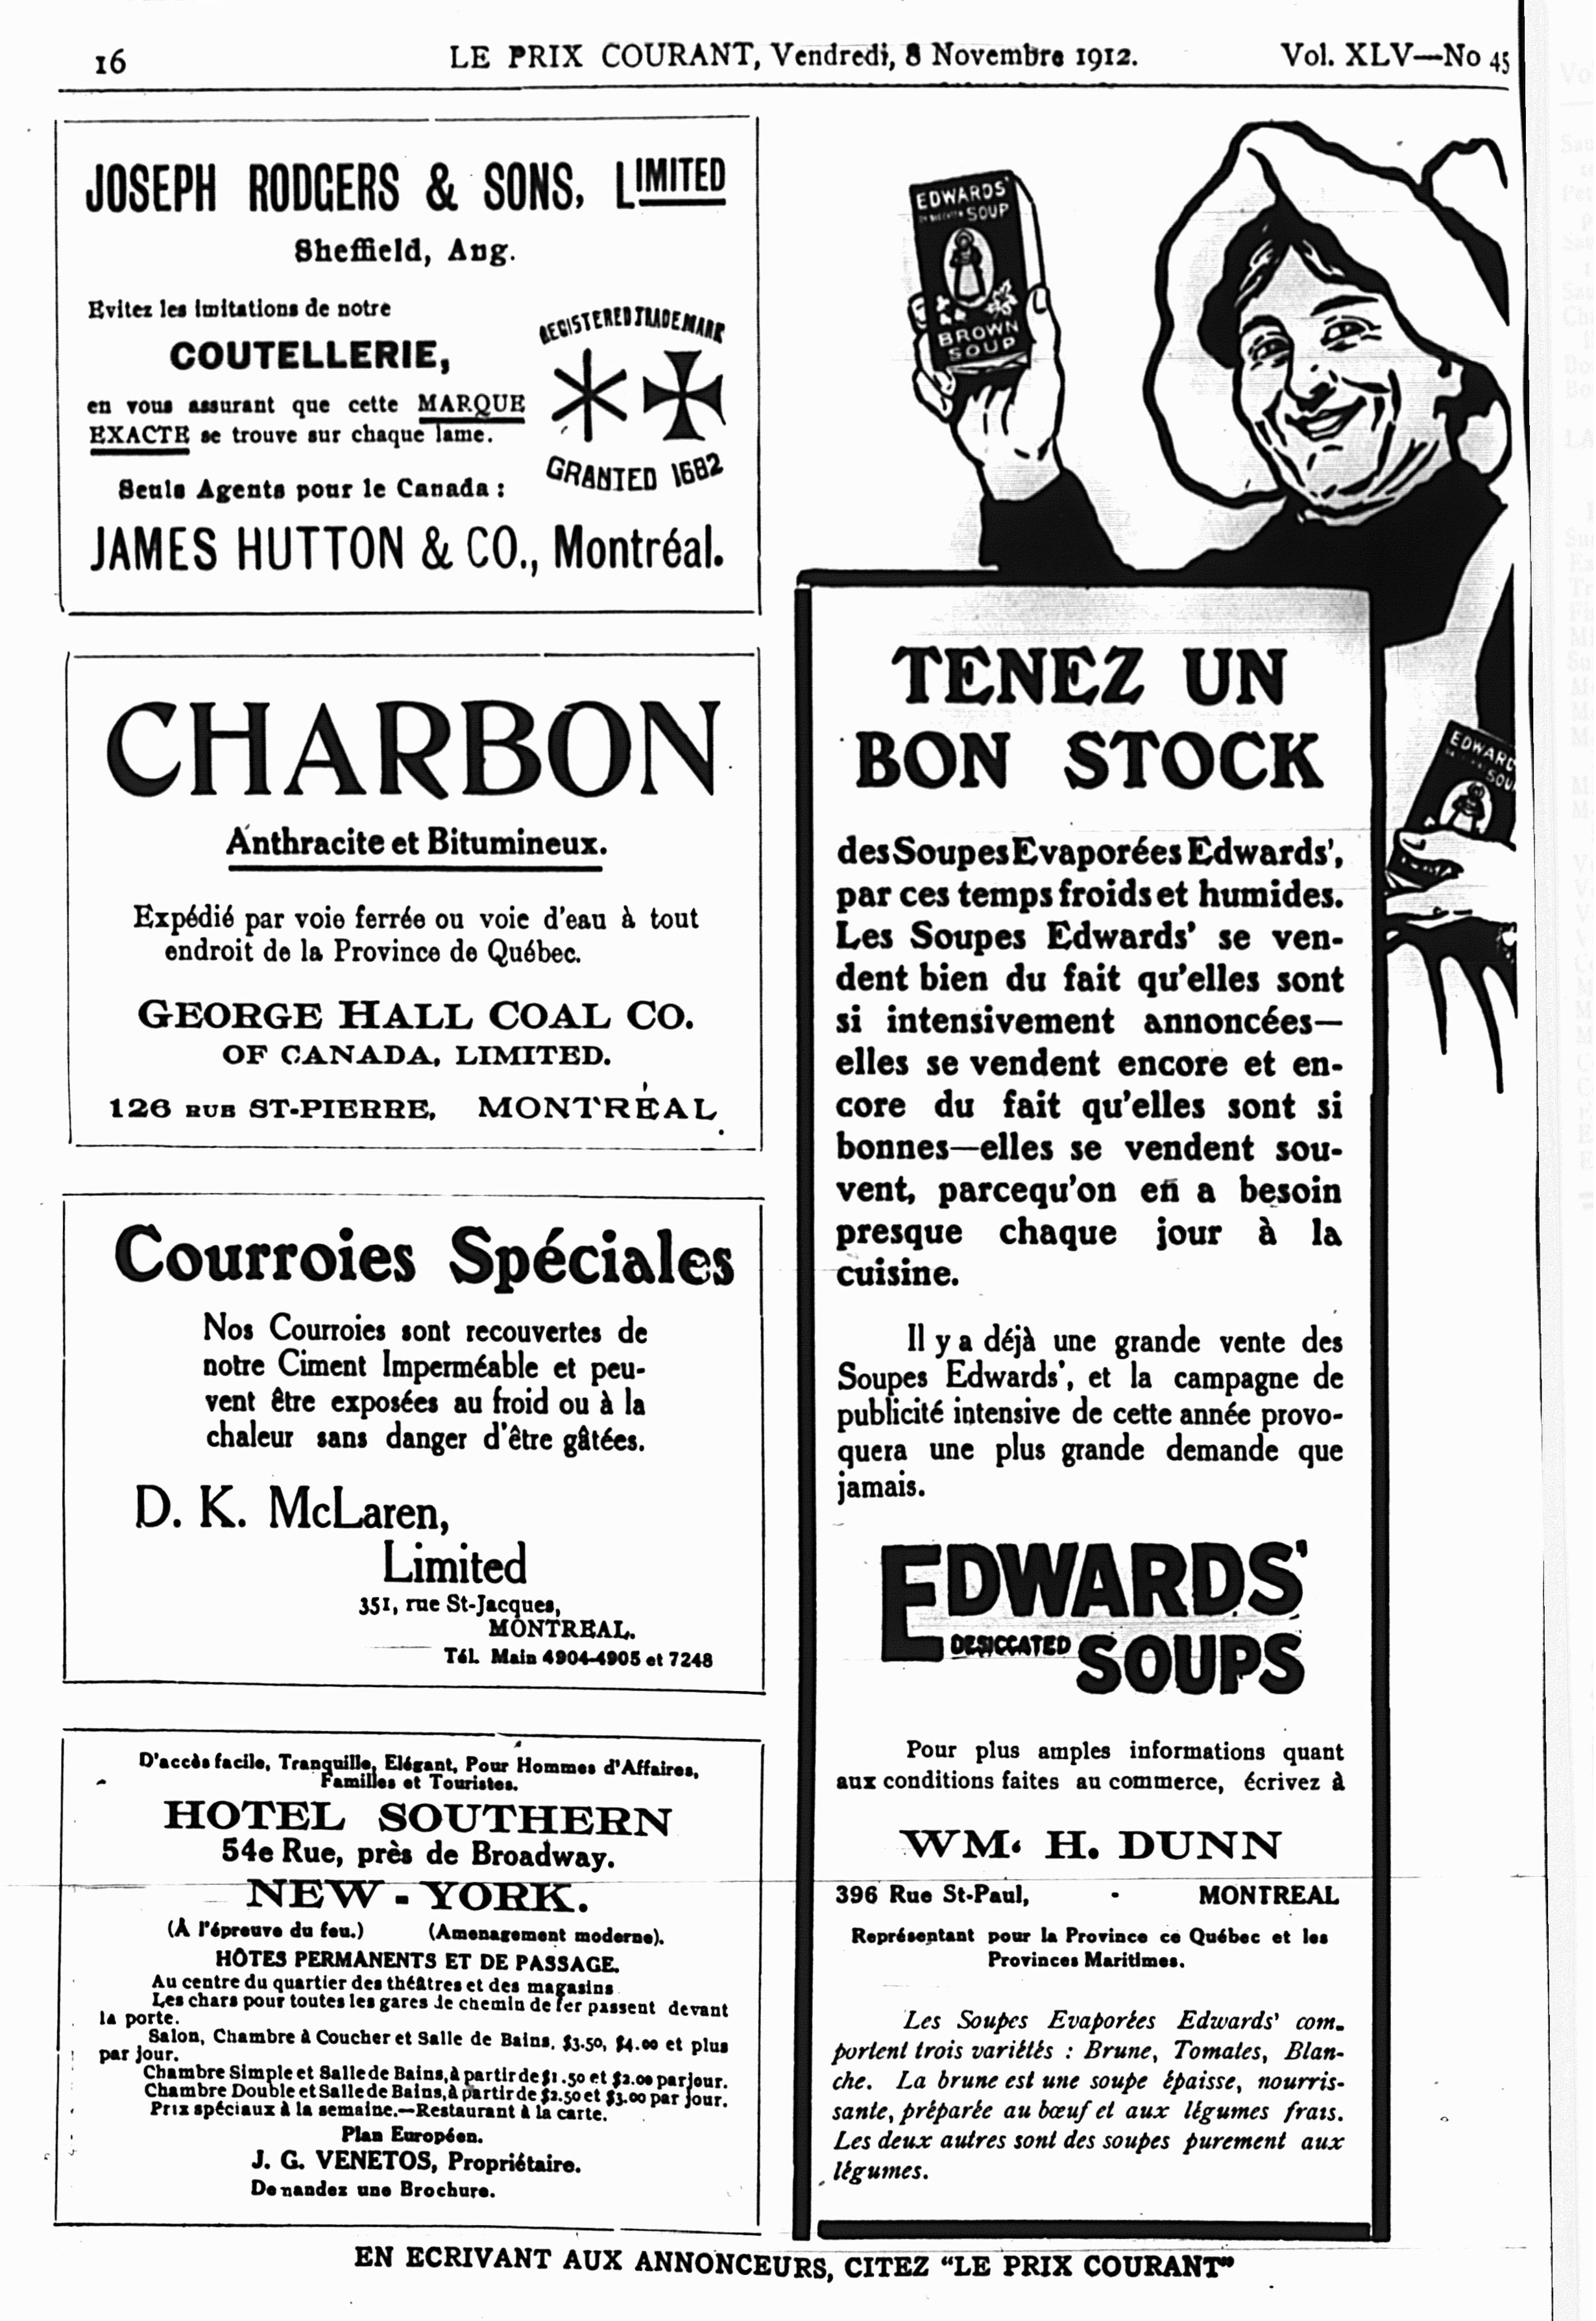 16
LE PRIX COURANT, Vendredi, 8 Novembre 1912.
Vol. XLV—No 45
JOSEPH RODGERS & SONS, LIMITED
Sheffield, Ang.
Evitez les imitations de notre
COUTELLERIE,
en vous assurant que cette MARQUE
EXACTE se trouve sur chaque lame.
REGISTERED TRADE MARK
GRANTED 1682
Seuls Agents pour le Canada :
JAMES HUTTON & CO., Montréal.
CHARBON
Anthracite et Bitumineux.
Expédié par voie ferrée ou voie d'eau à tout
endroit de la Province de Québec.
GEORGE HALL COAL CO.
OF CANADA, LIMITED.
126 RUE ST-PIERRE, MONTRÉAL
Courroies Spéciales
Nos Courroies sont recouvertes de
notre Ciment Imperméable et peu-
vent être exposées au froid ou à la
chaleur sans danger d'être gâtées.
D. K. McLaren,
Limited
351, rue St-Jacques,
MONTREAL.
Tél. Main 4904-4905 et 7248
D'accès facile, Tranquille, Elégant, Pour Hommes d'Affaires,
Familles et Touristes.
HOTEL SOUTHERN
54e Rue, près de Broadway.
NEW-YORK.
(À l'épreuve du feu.) (Amenagement moderne).
HÔTES PERMANENTS ET DE PASSAGE.
Au centre du quartier des théâtres et des magasins
Les chars pour toutes les gares de chemin de fer passent devant
la porte.
Salon, Chambre à Coucher et Salle de Bains, $3.50, $4.00 et plus
par jour.
Chambre Simple et Salle de Bains, à partir de $1.50 et $2.00 par jour.
Chambre Double et Salle de Bains, à partir de $2.50 et $3.00 par jour.
Prix spéciaux à la semaine.—Restaurant à la carte.
Plan Européen.
J. G. VENETOS, Propriétaire.
Demandez une Brochure.
EDWARDS'
SOUP
BROWN
SOUP
EDWARD
SOU
TENEZ UN
BON STOCK
des Soupes Evaporées Edwards',
par ces temps froids et humides.
Les Soupes Edwards' se ven-
dent bien du fait qu'elles sont
si intensivement annoncées—
elles se vendent encore et en-
core du fait qu'elles sont si
bonnes—elles se vendent sou-
vent, parcequ'on en a besoin
presque chaque jour à la
cuisine.
Il y a déjà une grande vente des
Soupes Edwards', et la campagne de
publicité intensive de cette année provo-
quera une plus grande demande que
jamais.
EDWARDS'
DESICCATED SOUPS
Pour plus amples informations quant
aux conditions faites au commerce, écrivez à
WM. H. DUNN
396 Rue St-Paul, - MONTREAL
Représentant pour la Province ce Québec et les
Provinces Maritimes.
Les Soupes Evaporées Edwards' com-
portent trois variétés : Brune, Tomates, Blan-
che. La brune est une soupe épaisse, nourris-
sante, préparée au bœuf et aux légumes frais.
Les deux autres sont des soupes purement aux
légumes.
EN ECRIVANT AUX ANNONCEURS, CITEZ "LE PRIX COURANT"